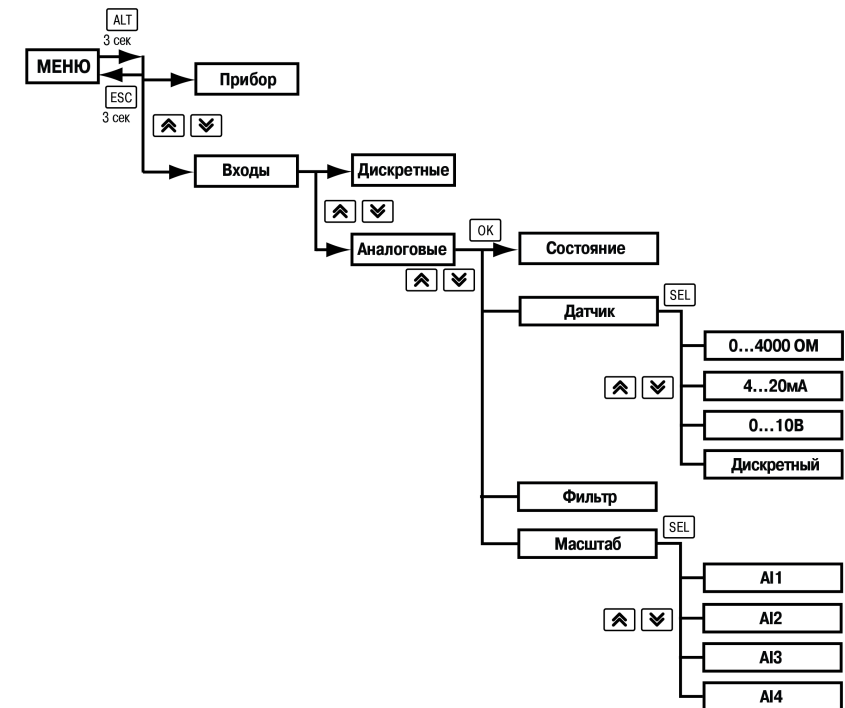 ALT
3 сек
МЕНЮ
Прибор
ESC
3 сек
Входы
Дискретные
OK
Аналоговые
Состояние
SEL
Датчик
0...4000 ОМ
4...20мА
0...10В
Дискретный
Фильтр
SEL
Масштаб
AI1
AI2
AI3
AI4